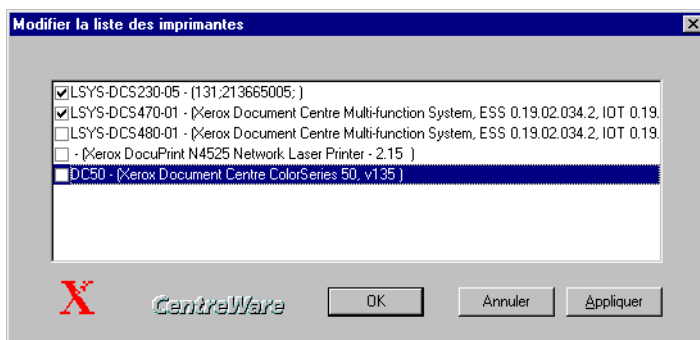 Modifier la liste des imprimantes
LSYS-DCS230-05 - (131;213665005; )
LSYS-DCS470-01 - (Xerox Document Centre Multi-function System, ESS 0.19.02.034.2, IOT 0.19.
LSYS-DCS480-01 - (Xerox Document Centre Multi-function System, ESS 0.19.02.034.2, IOT 0.19.
- (Xerox DocuPrint N4525 Network Laser Printer - 2.15 )
DC50 - (Xerox Document Centre ColorSeries 50, v135 )
X CentreWare OK Annuler Appliquer